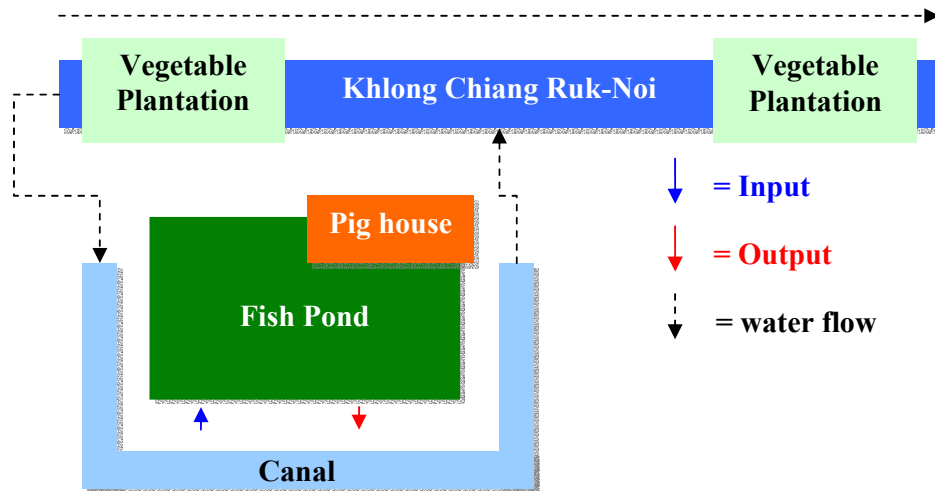 Vegetable
Plantation
Khlong Chiang Ruk-Noi
Vegetable
Plantation
= Input
Pig house
= Output
Fish Pond
= water flow
Canal